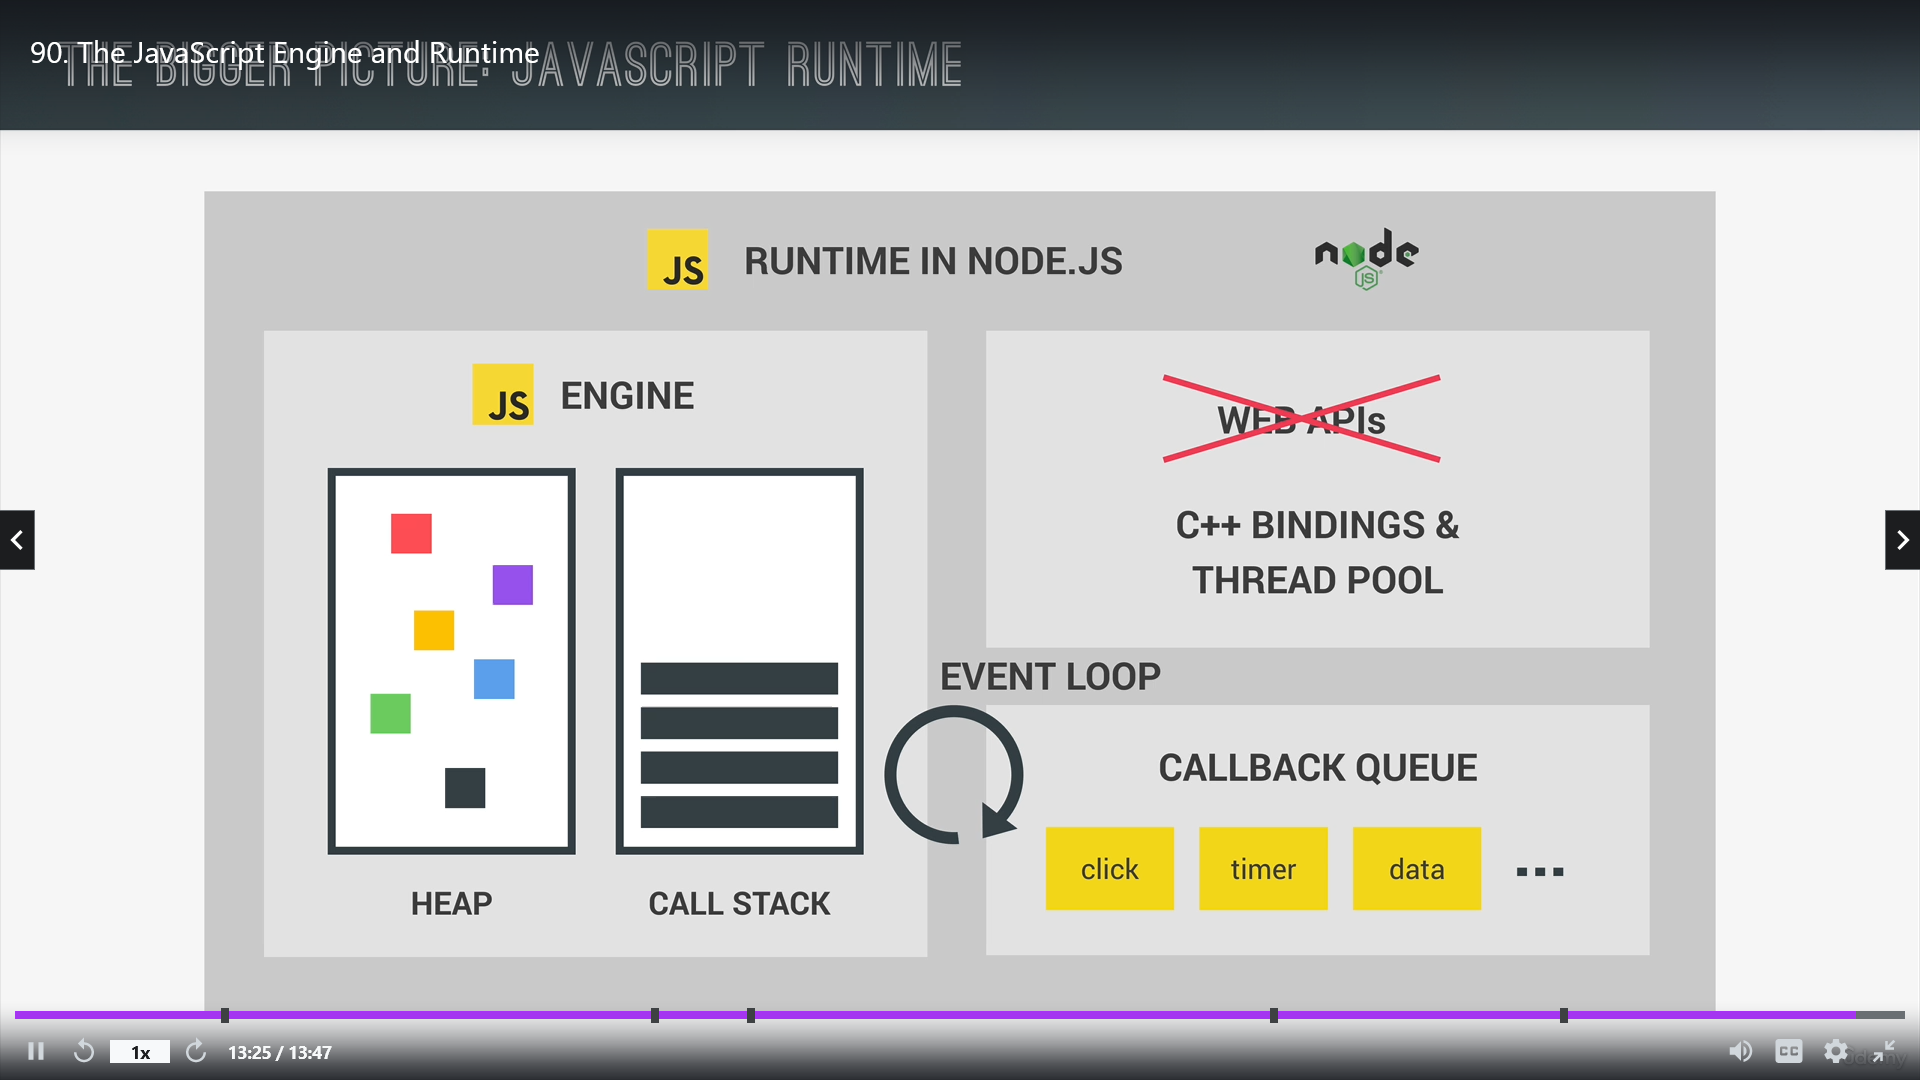 90. The JavaScript Engine and Runtime
THE BIGGER PICTURE: JAVASCRIPT RUNTIME
JS RUNTIME IN NODE.JS
node
JS
JS ENGINE
WEB APIs
C++ BINDINGS &
THREAD POOL
EVENT LOOP
CALLBACK QUEUE
click timer data ...
HEAP CALL STACK
1x 13:25 / 13:47
CC
Udemy